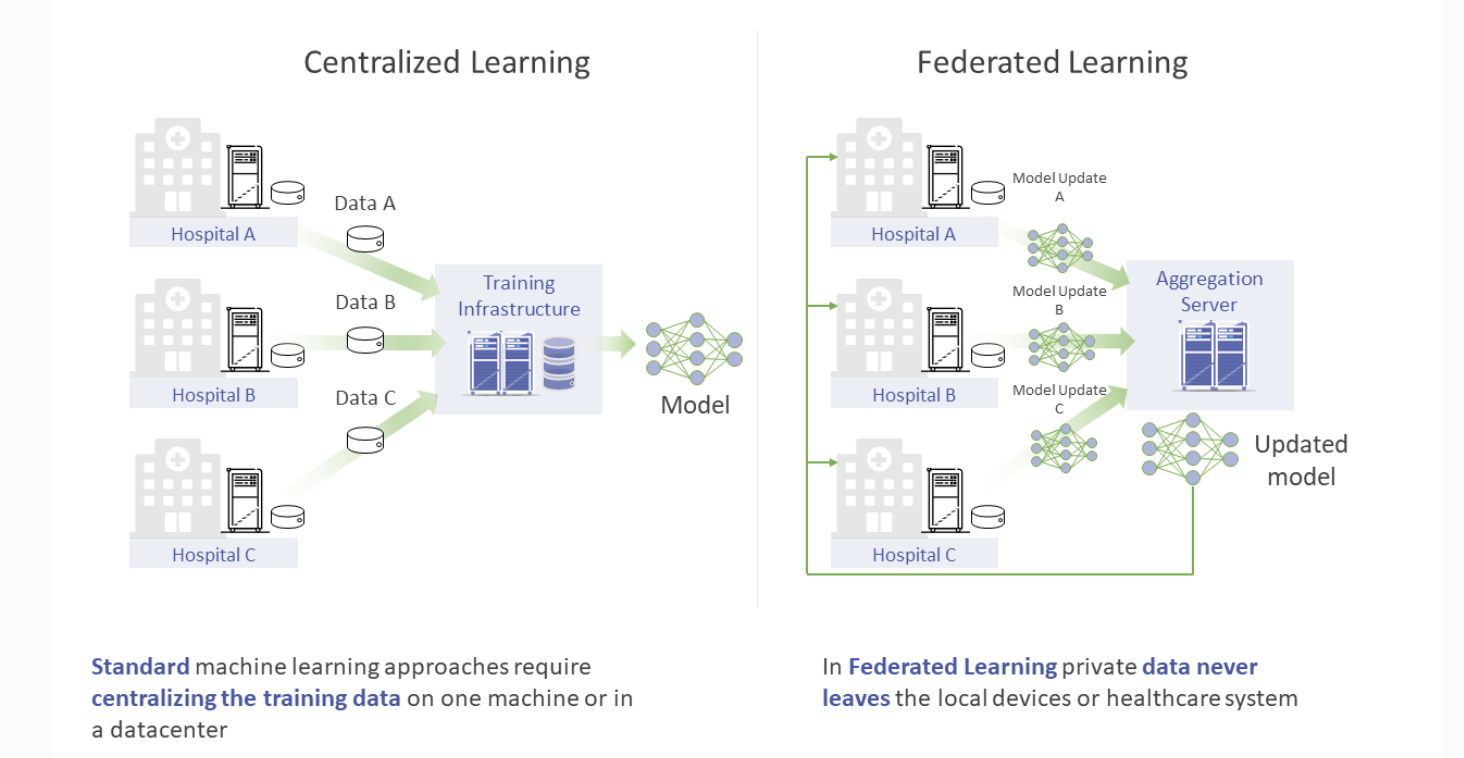 Centralized Learning
Data A
Hospital A
Training
Infrastructure
Data B
Hospital B
Data C
Model
Hospital C
Standard machine learning approaches require
centralizing the training data on one machine or in
a datacenter
Federated Learning
Model Update
A
Hospital A
Aggregation
Server
Model Update
B
Hospital B
Model Update
C
Updated
model
Hospital C
In Federated Learning private data never
leaves the local devices or healthcare system